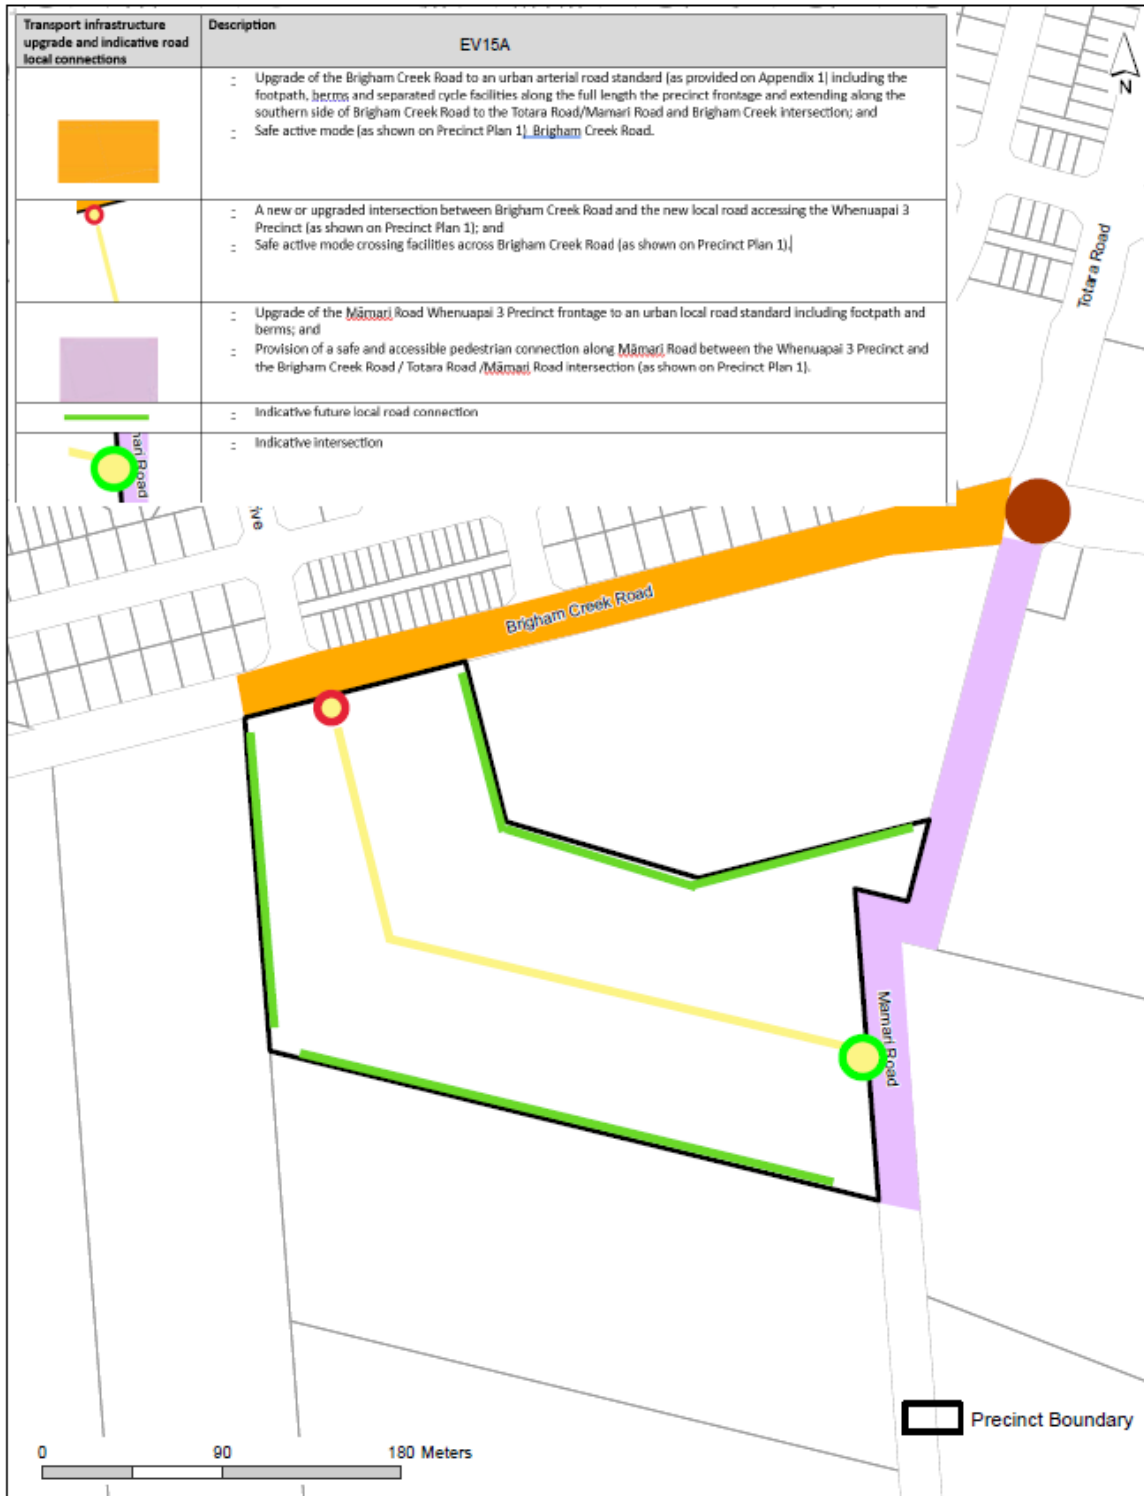 Transport infrastructure
upgrade and indicative road
local connections
Description
EV15A
- Upgrade of the Brigham Creek Road to an urban arterial road standard (as provided on Appendix 1| including the
footpath, berms and separated cycle facilities along the full length the precinct frontage and extending along the
southern side of Brigham Creek Road to the Totara Road/Mamari Road and Brigham Creek intersection; and
- Safe active mode (as shown on Precinct Plan 1) Brigham Creek Road.
- A new or upgraded intersection between Brigham Creek Road and the new local road accessing the Whenuapai 3
Precinct (as shown on Precinct Plan 1); and
- Safe active mode crossing facilities across Brigham Creek Road (as shown on Precinct Plan 1).
- Upgrade of the Māmari Road Whenuapai 3 Precinct frontage to an urban local road standard including footpath and
berms; and
- Provision of a safe and accessible pedestrian connection along Māmari Road between the Whenuapai 3 Precinct and
the Brigham Creek Road / Totara Road /Māmari Road intersection (as shown on Precinct Plan 1).
- Indicative future local road connection
- Indicative intersection
nari Road
N
Totara Road
ive
Brigham Creek Road
Mamari Road
Precinct Boundary
0 90 180 Meters